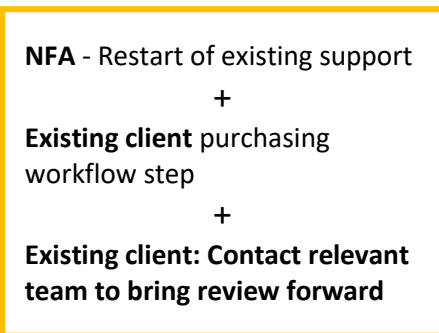 NFA - Restart of existing support
+
Existing client purchasing
workflow step
+
Existing client: Contact relevant
team to bring review forward